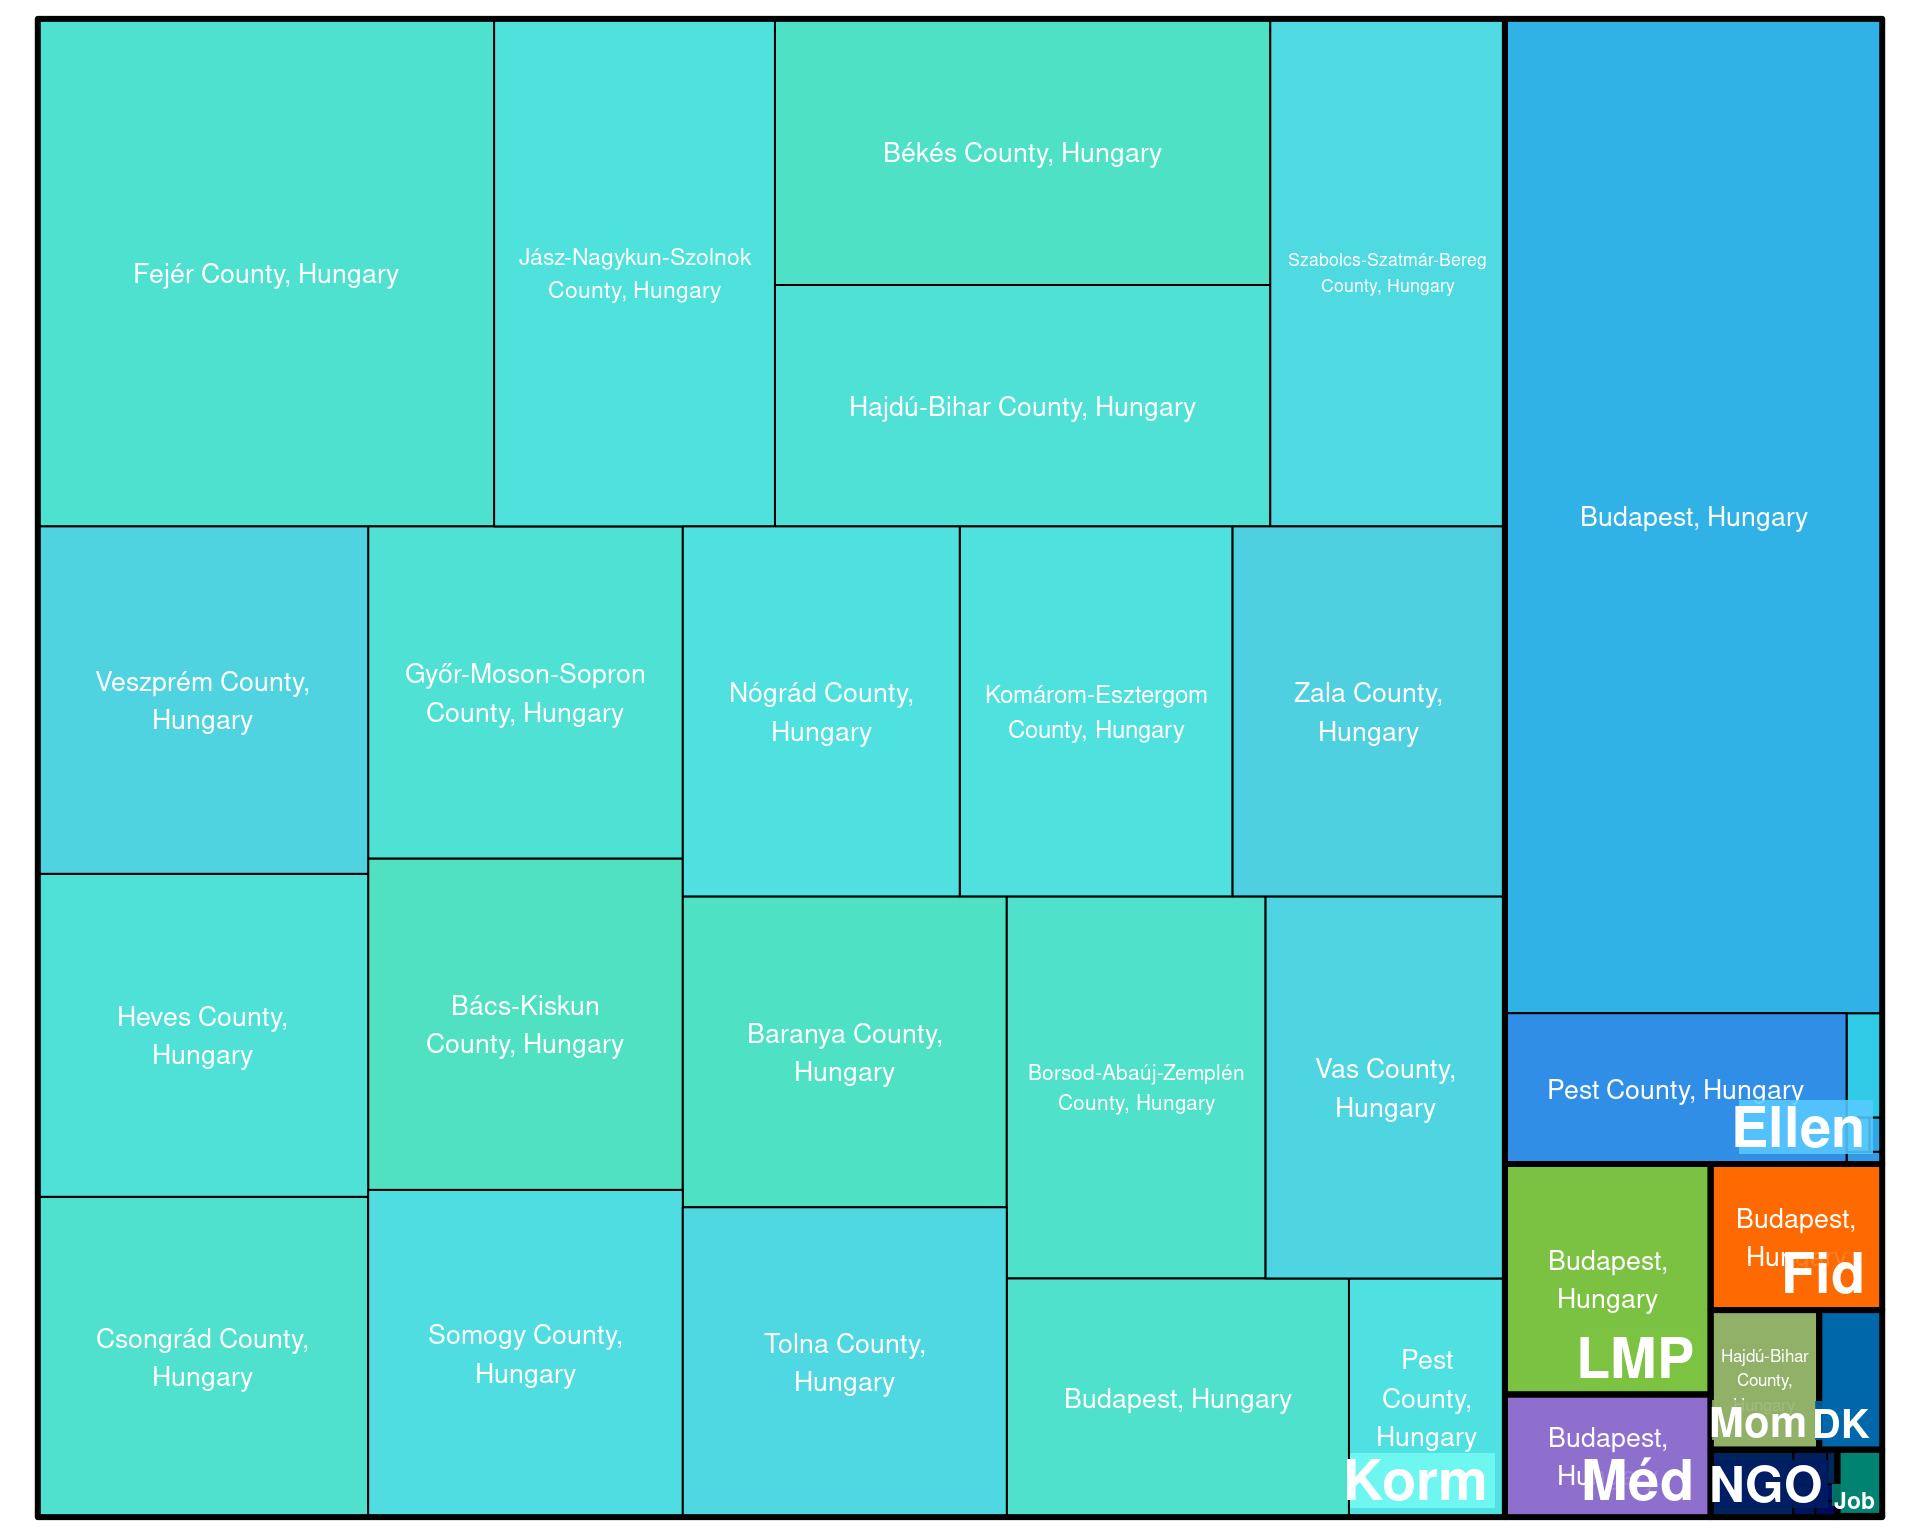 Fejér County, Hungary
Jász-Nagykun-Szolnok
County, Hungary
Békés County, Hungary
Hajdú-Bihar County, Hungary
Szabolcs-Szatmár-Bereg
County, Hungary
Veszprém County,
Hungary
Győr-Moson-Sopron
County, Hungary
Nógrád County,
Hungary
Komárom-Esztergom
County, Hungary
Zala County,
Hungary
Heves County,
Hungary
Bács-Kiskun
County, Hungary
Baranya County,
Hungary
Borsod-Abaúj-Zemplén
County, Hungary
Vas County,
Hungary
Csongrád County,
Hungary
Somogy County,
Hungary
Tolna County,
Hungary
Budapest, Hungary
Pest
County,
Hungary
Korm
Budapest, Hungary
Pest County, Hungary
Ellen
Budapest,
Hungary
LMP
Budapest,
Hungary
Fid
Hajdú-Bihar
County,
Hungary
Mom
DK
Budapest,
Méd
NGO
Job